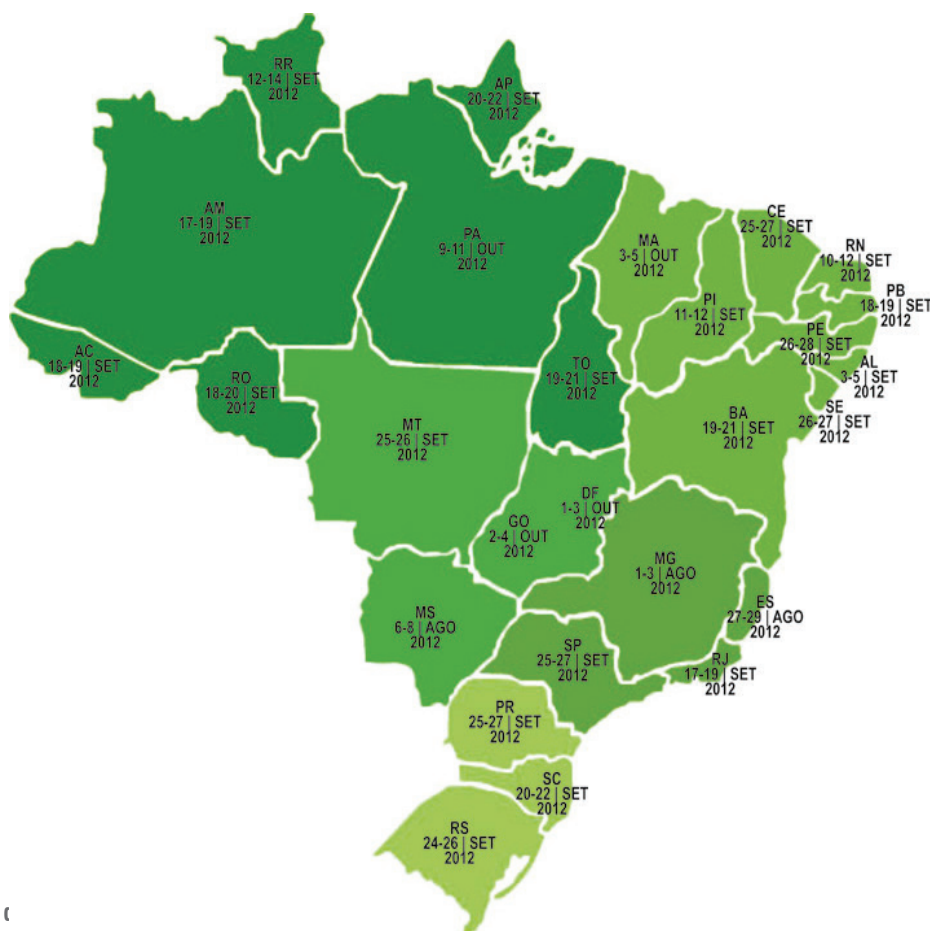 RR
12-14 | SET
2012
AP
20-22 | SET
2012
AM
17-19 | SET
2012
PA
9-11 | OUT
2012
MA
3-5 | OUT
2012
CE
25-27 | SET
2012
RN
10-12 | SET
2012
PB
18-19 | SET
2012
PI
11-12 | SET
2012
PE
26-28 | SET
2012
AL
3-5 | SET
2012
SE
26-27 | SET
2012
AC
18-19 | SET
2012
RO
18-20 | SET
2012
TO
19-21 | SET
2012
BA
19-21 | SET
2012
MT
25-26 | SET
2012
DF
1-3 | OUT
2012
GO
2-4 | OUT
2012
MG
1-3 | AGO
2012
ES
27-29 | AGO
2012
MS
6-8 | AGO
2012
SP
25-27 | SET
2012
RJ
17-19 | SET
2012
PR
25-27 | SET
2012
SC
20-22 | SET
2012
RS
24-26 | SET
2012